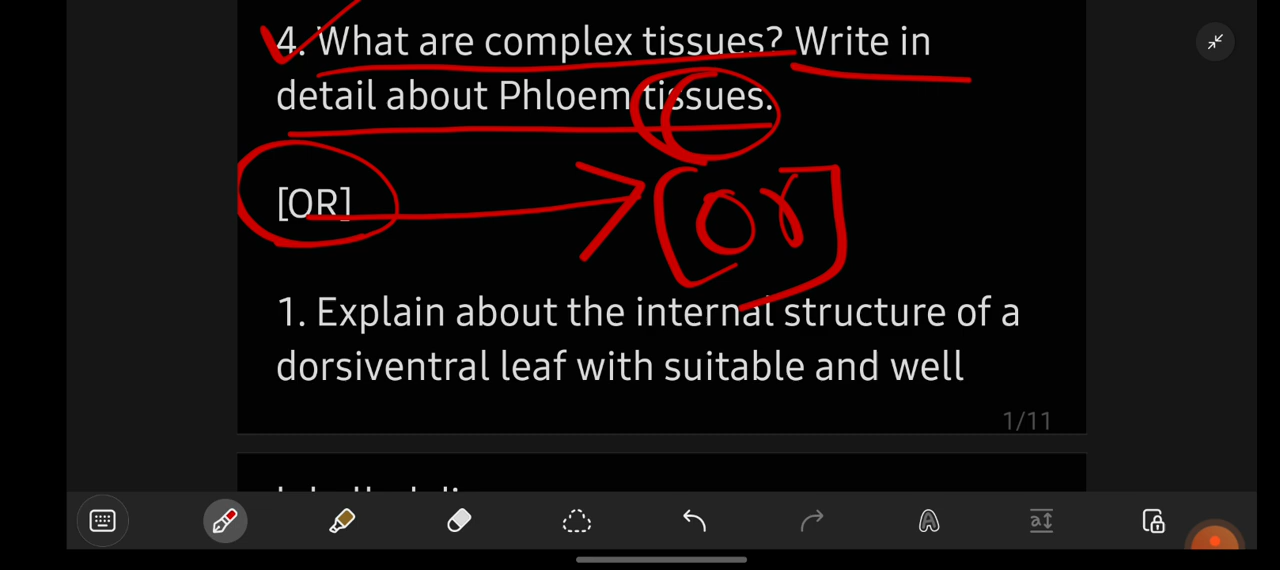 4. What are complex tissues? Write in
detail about Phloem tissues.
[OR]
[or]
1. Explain about the internal structure of a
dorsiventral leaf with suitable and well
1/11